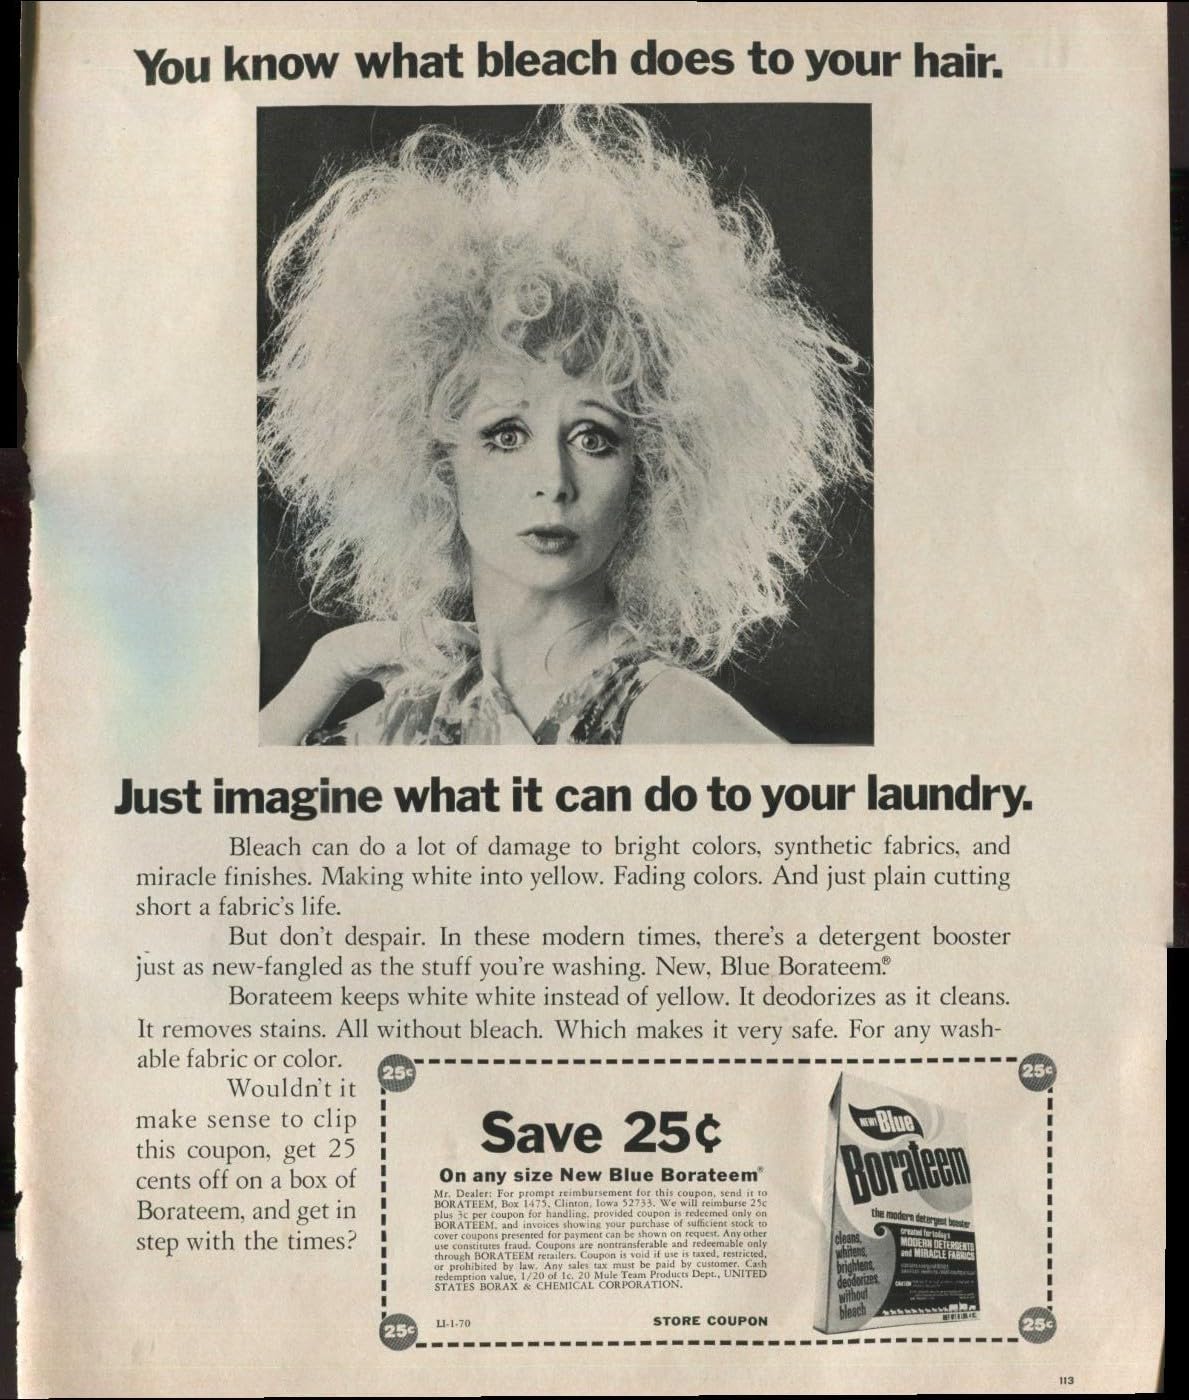 You know what bleach does to your hair.
Just imagine what it can do to your laundry.
Bleach can do a lot of damage to bright colors, synthetic fabrics, and
miracle finishes. Making white into yellow. Fading colors. And just plain cutting
short a fabric's life.
But don't despair. In these modern times, there's a detergent booster
just as new-fangled as the stuff you're washing. New, Blue Borateem.®
Borateem keeps white white instead of yellow. It deodorizes as it cleans.
It removes stains. All without bleach. Which makes it very safe. For any wash-
able fabric or color.
Wouldn't it
make sense to clip
this coupon, get 25
cents off on a box of
Borateem, and get in
step with the times?
25¢
25¢
Save 25¢
On any size New Blue Borateem®
Mr. Dealer: For prompt reimbursement for this coupon, send it to
BORATEEM, Box 1475, Clinton, Iowa 52733. We will reimburse 25c
plus 3c per coupon for handling, provided coupon is redeemed only on
BORATEEM, and invoices showing your purchase of sufficient stock to
cover coupons presented for payment can be shown on request. Any other
use constitutes fraud. Coupons are nontransferable and redeemable only
through BORATEEM retailers. Coupon is void if use is taxed, restricted,
or prohibited by law. Any sales tax must be paid by customer. Cash
redemption value, 1/20 of 1c. 20 Mule Team Products Dept., UNITED
STATES BORAX & CHEMICAL CORPORATION.
LI-1-70
STORE COUPON
NEW! Blue
Borateem
the modern detergent booster
created for today's
MODERN DETERGENTS
and MIRACLE FABRICS
cleans,
whitens,
brightens,
deodorizes
without
bleach
25¢
25¢
113